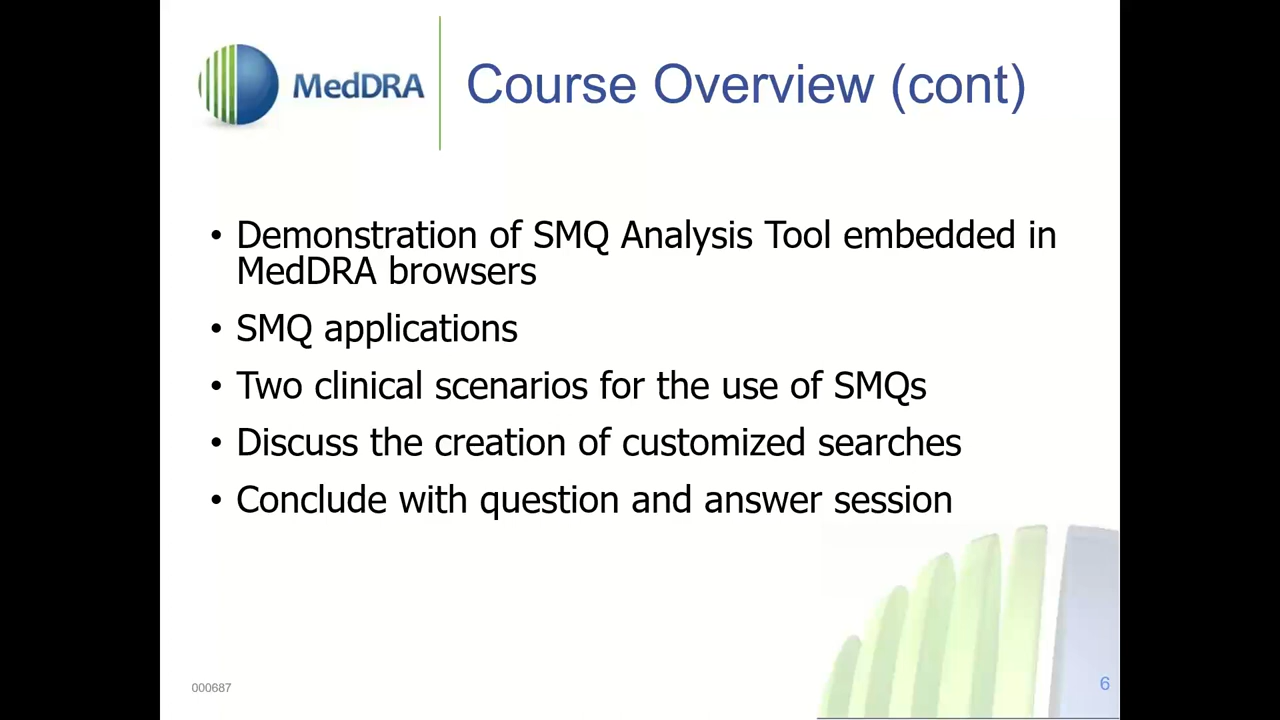 MedDRA
Course Overview (cont)
• Demonstration of SMQ Analysis Tool embedded in
MedDRA browsers
• SMQ applications
• Two clinical scenarios for the use of SMQs
• Discuss the creation of customized searches
• Conclude with question and answer session
000687
6